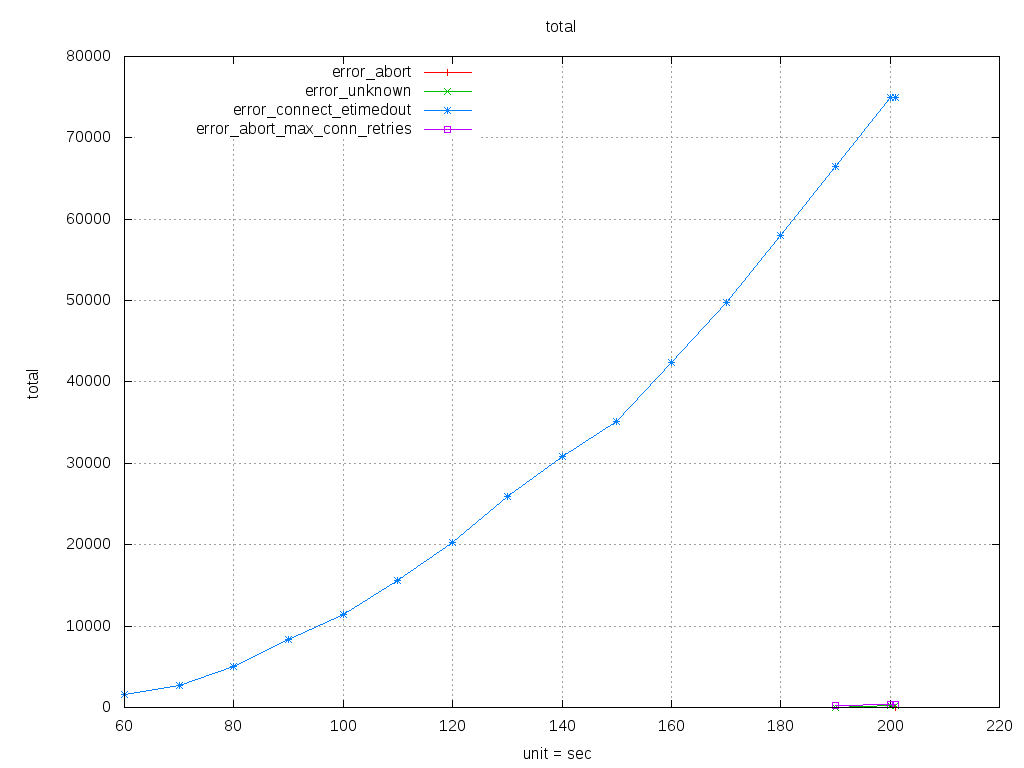 total
80000
70000
60000
50000
40000
30000
20000
10000
0
total
error_abort
error_unknown
error_connect_etimedout
error_abort_max_conn_retries
60 80 100 120 140 160 180 200 220
unit = sec